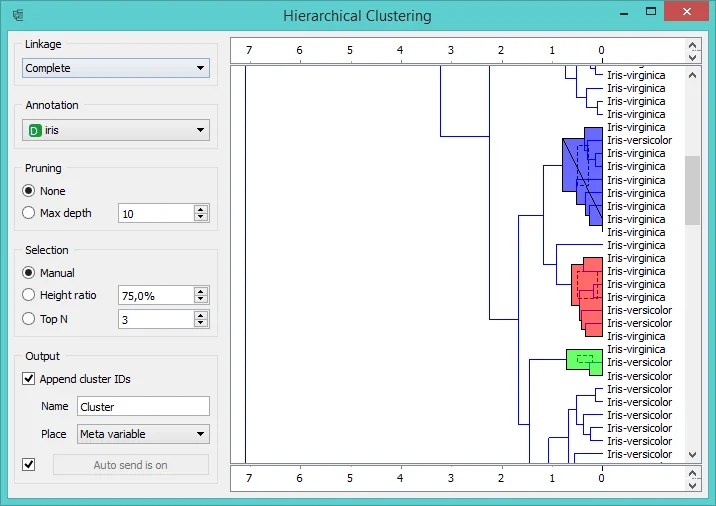 Hierarchical Clustering
Linkage
Complete
Annotation
D iris
Pruning
None
Max depth 10
Selection
Manual
Height ratio 75,0%
Top N 3
Output
Append cluster IDs
Name Cluster
Place Meta variable
Auto send is on
7 6 5 4 3 2 1 0
Iris-virginica
Iris-virginica
Iris-virginica
Iris-virginica
Iris-virginica
Iris-versicolor
Iris-virginica
Iris-virginica
Iris-virginica
Iris-virginica
Iris-virginica
Iris-virginica
Iris-virginica
Iris-virginica
Iris-virginica
Iris-virginica
Iris-virginica
Iris-virginica
Iris-versicolor
Iris-versicolor
Iris-virginica
Iris-virginica
Iris-versicolor
Iris-versicolor
Iris-versicolor
Iris-versicolor
Iris-versicolor
Iris-versicolor
Iris-versicolor
Iris-versicolor
7 6 5 4 3 2 1 0